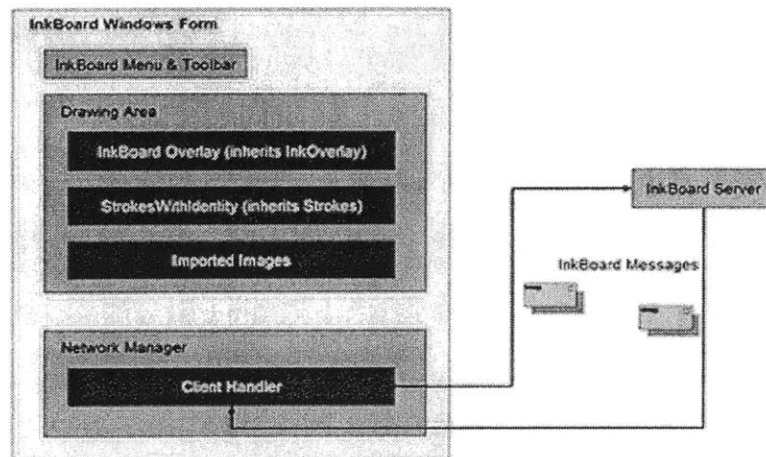 InkBoard Windows Form
InkBoard Menu & Toolbar
Drawing Area
InkBoard Overlay (inherits InkOverlay)
StrokesWithIdentity (inherits Strokes)
Imported Images
Network Manager
Client Handler
InkBoard Server
InkBoard Messages